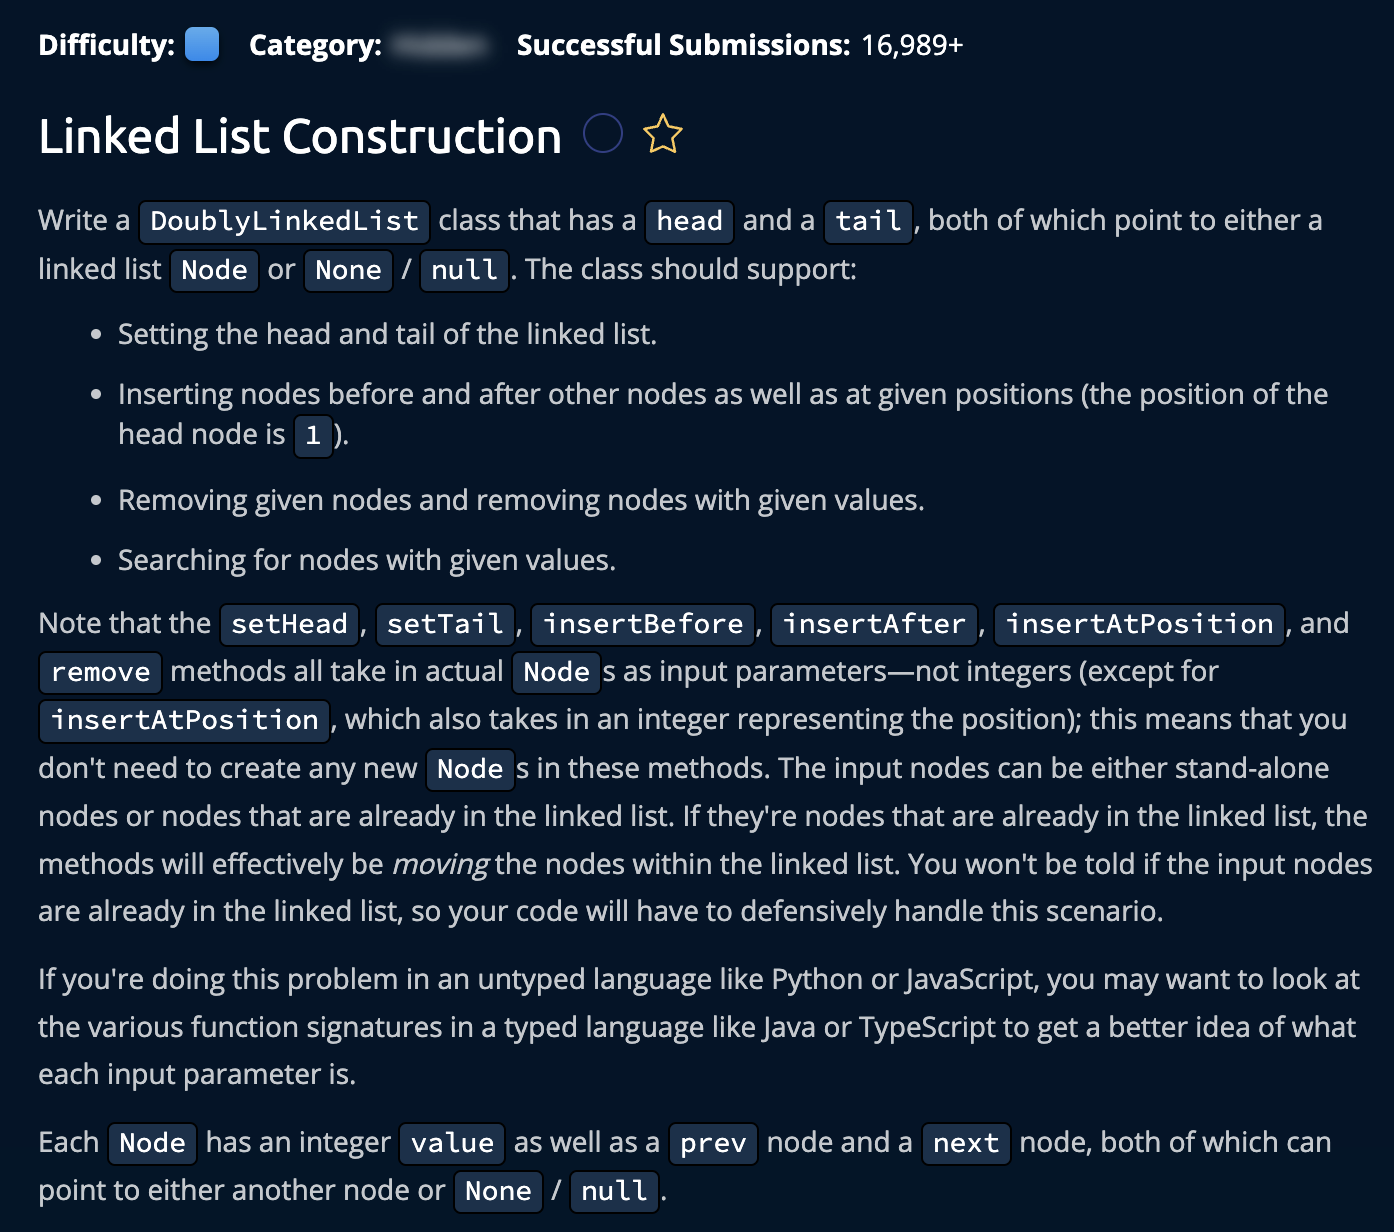 Difficulty: Category: Successful Submissions: 16,989+
Linked List Construction
Write a DoublyLinkedList class that has a head and a tail, both of which point to either a
linked list Node or None / null. The class should support:
• Setting the head and tail of the linked list.
• Inserting nodes before and after other nodes as well as at given positions (the position of the
head node is 1).
• Removing given nodes and removing nodes with given values.
• Searching for nodes with given values.
Note that the setHead, setTail, insertBefore, insertAfter, insertAtPosition, and
remove methods all take in actual Nodes as input parameters—not integers (except for
insertAtPosition, which also takes in an integer representing the position); this means that you
don't need to create any new Nodes in these methods. The input nodes can be either stand-alone
nodes or nodes that are already in the linked list. If they're nodes that are already in the linked list, the
methods will effectively be moving the nodes within the linked list. You won't be told if the input nodes
are already in the linked list, so your code will have to defensively handle this scenario.
If you're doing this problem in an untyped language like Python or JavaScript, you may want to look at
the various function signatures in a typed language like Java or TypeScript to get a better idea of what
each input parameter is.
Each Node has an integer value as well as a prev node and a next node, both of which can
point to either another node or None / null.